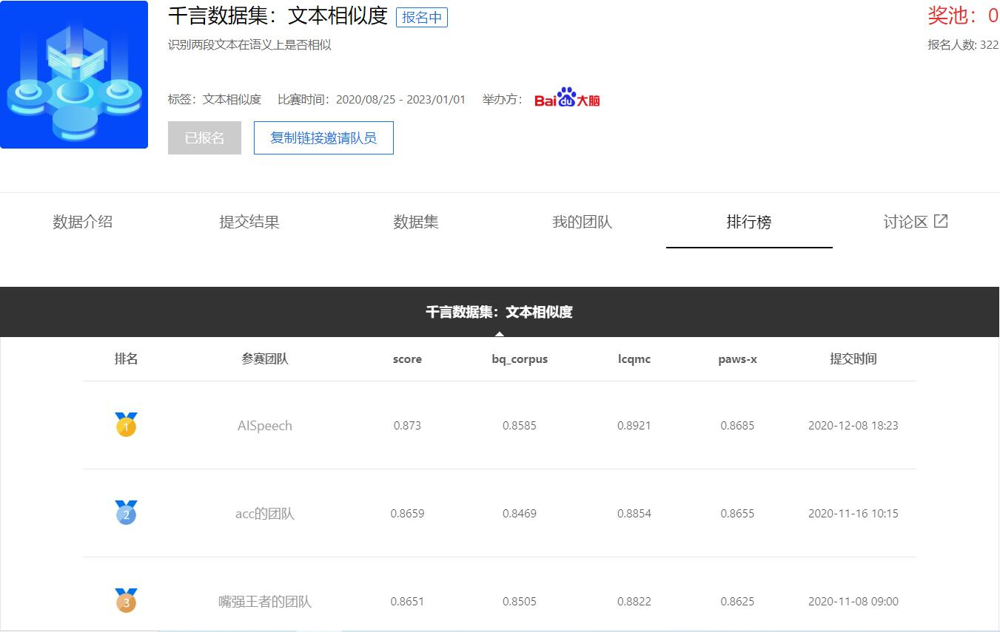 千言数据集：文本相似度 报名中 奖池：0
识别两段文本在语义上是否相似 报名人数: 322
标签：文本相似度 比赛时间：2020/08/25 - 2023/01/01 举办方： Bai du 大脑
已报名 复制链接邀请队员
数据介绍 提交结果 数据集 我的团队 排行榜 讨论区
千言数据集：文本相似度
排名 参赛团队 score bq_corpus lcqmc paws-x 提交时间
1 AISpeech 0.873 0.8585 0.8921 0.8685 2020-12-08 18:23
2 acc的团队 0.8659 0.8469 0.8854 0.8655 2020-11-16 10:15
3 嘴强王者的团队 0.8651 0.8505 0.8822 0.8625 2020-11-08 09:00